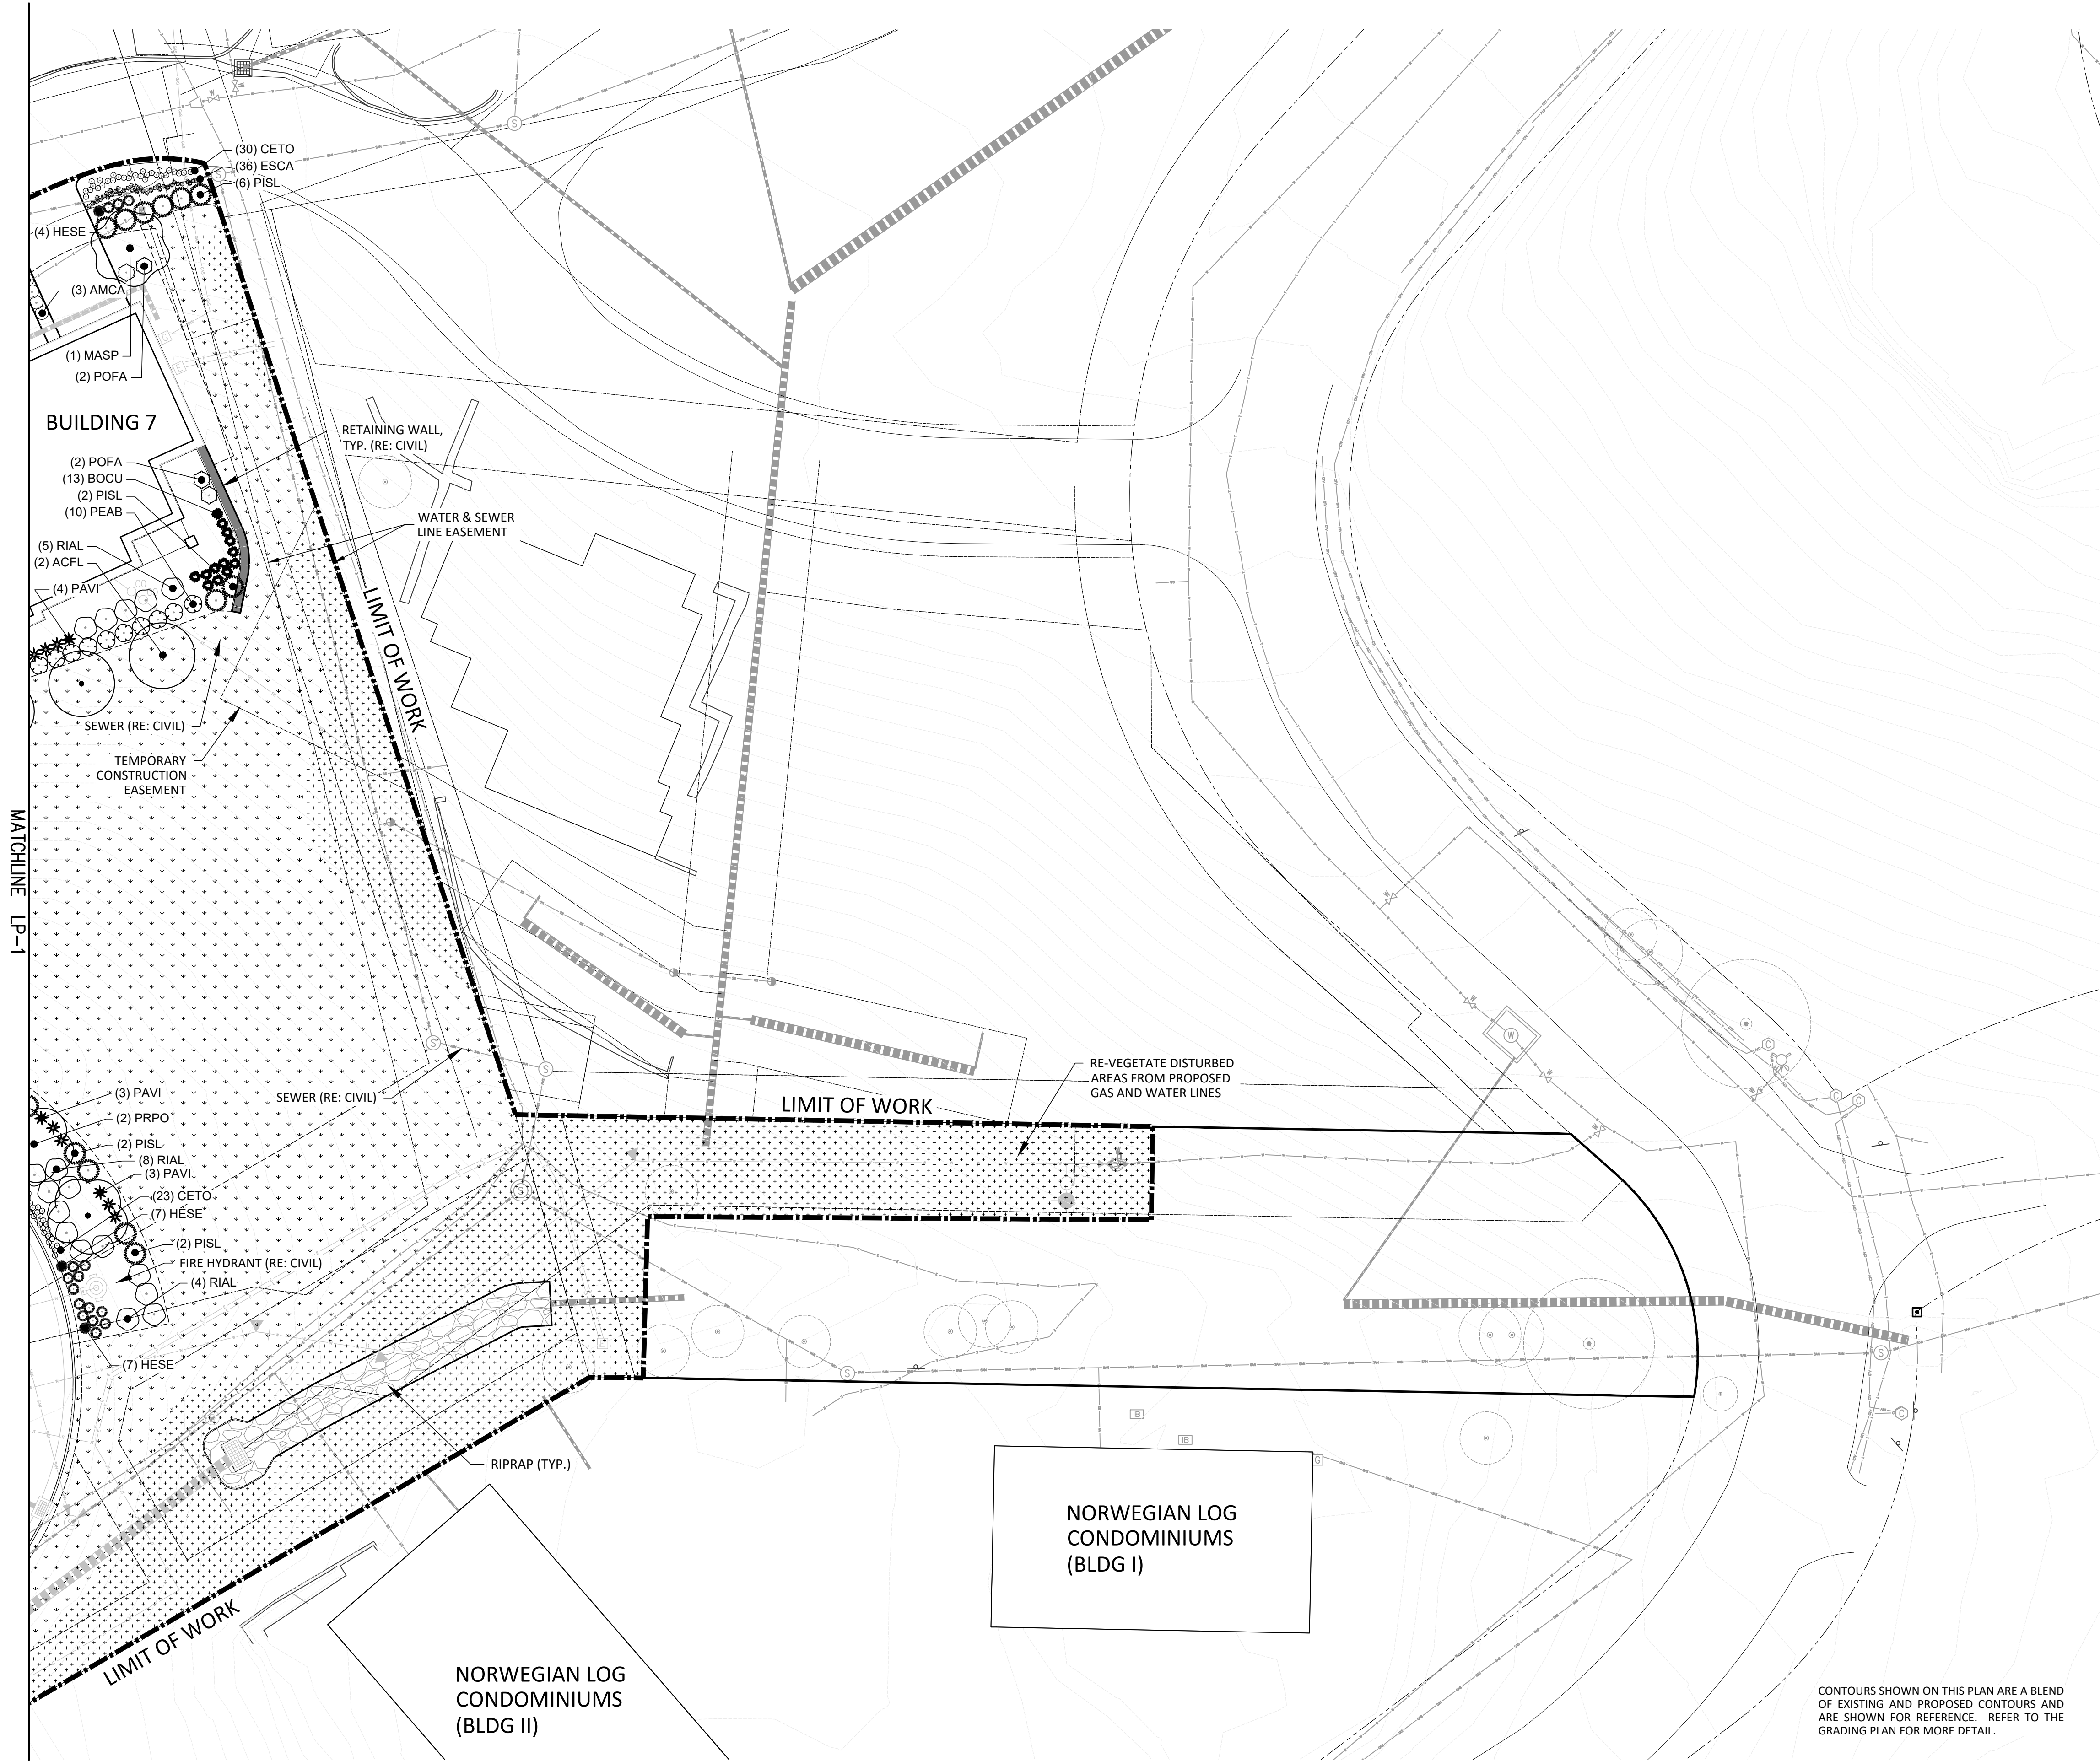 (30) CETO
(36) ESCA
(6) PISL
(4) HESE
(3) AMCA
(1) MASP
(2) POFA
BUILDING 7
RETAINING WALL,
TYP. (RE: CIVIL)
(2) POFA
(13) BOCU
(2) PISL
(10) PEAB
WATER & SEWER
LINE EASEMENT
(5) RIAL
(2) ACFL
(4) PAVI
LIMIT OF WORK
SEWER (RE: CIVIL)
TEMPORARY
CONSTRUCTION
EASEMENT
MATCHLINE LP-1
RE-VEGETATE DISTURBED
AREAS FROM PROPOSED
GAS AND WATER LINES
SEWER (RE: CIVIL)
LIMIT OF WORK
(3) PAVI
(2) PRPO
(2) PISL
(8) RIAL
(3) PAVI
(23) CETO
(7) HESE
(2) PISL
FIRE HYDRANT (RE: CIVIL)
(4) RIAL
(7) HESE
RIPRAP (TYP.)
LIMIT OF WORK
NORWEGIAN LOG
CONDOMINIUMS
(BLDG I)
NORWEGIAN LOG
CONDOMINIUMS
(BLDG II)
CONTOURS SHOWN ON THIS PLAN ARE A BLEND
OF EXISTING AND PROPOSED CONTOURS AND
ARE SHOWN FOR REFERENCE. REFER TO THE
GRADING PLAN FOR MORE DETAIL.